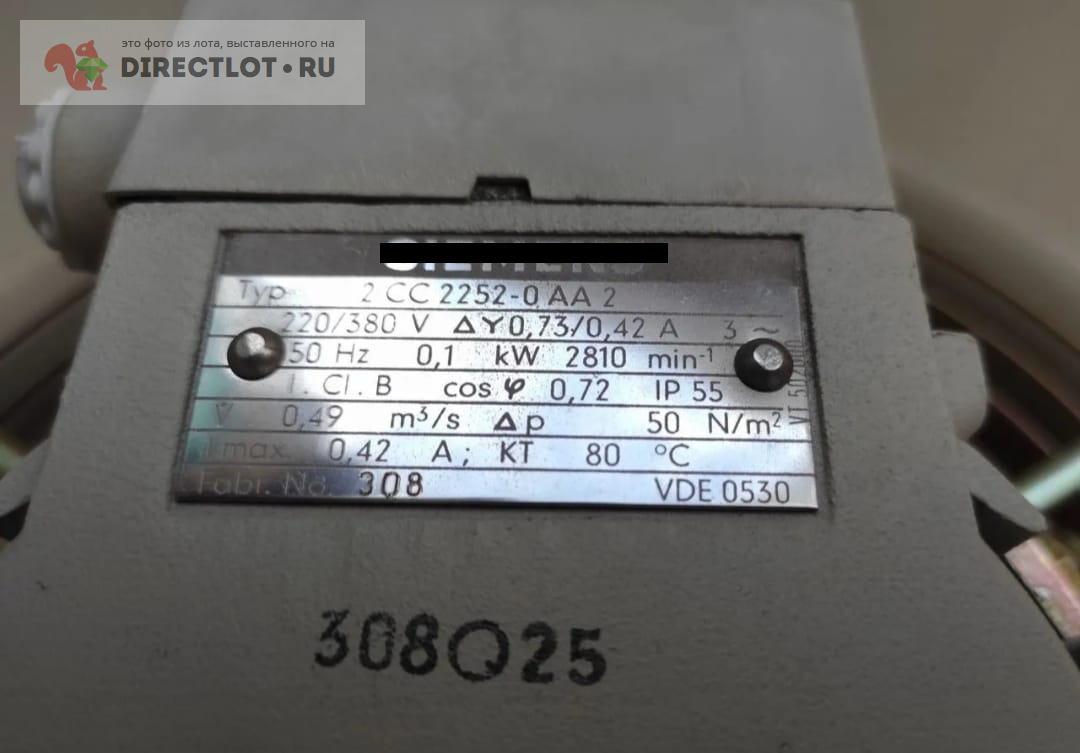 это фото из лота, выставленного на
DIRECTLOT•RU
Typ 2 CC 2252-0 AA 2
220/380 V ΔY 0,73/0,42 A 3~
50 Hz 0,1 kW 2810 min-1
I. Cl. B cos φ 0,72 IP 55
V̇ 0,49 m³/s Δp 50 N/m²
Imax. 0,42 A; KT 80 °C
Fabr. No. 308 VDE 0530
308025